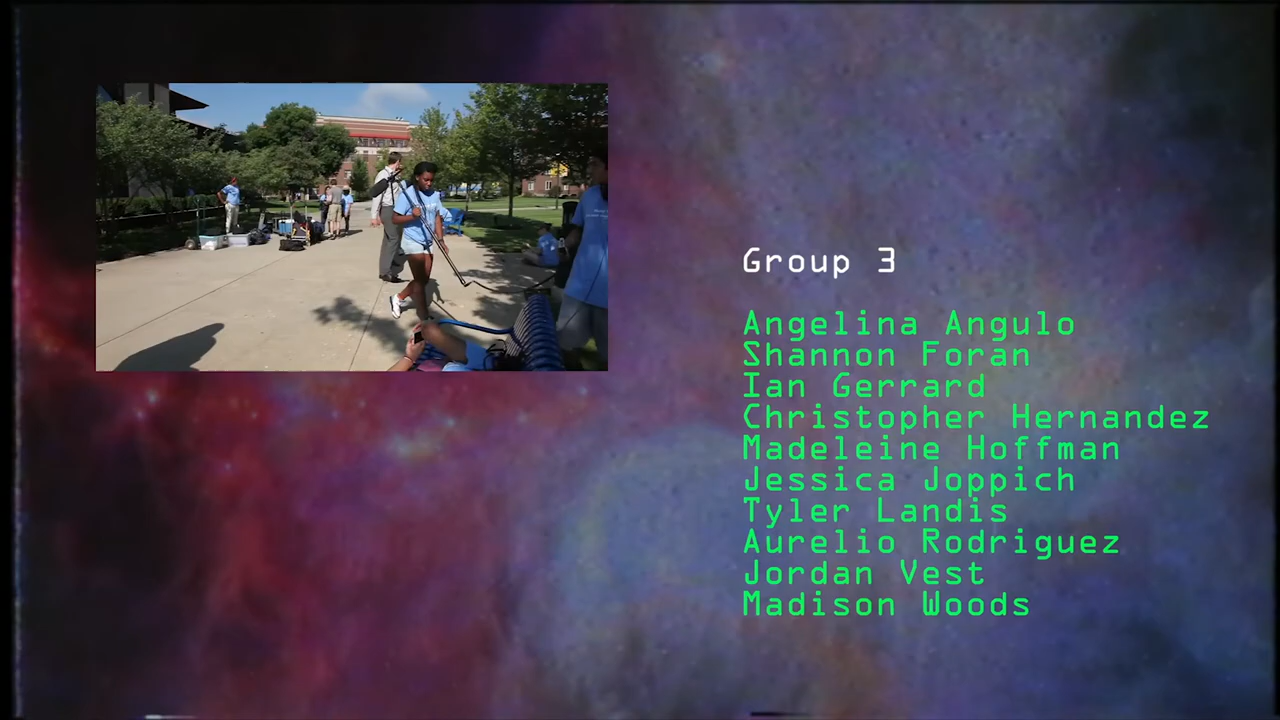 Group 3
Angelina Angulo
Shannon Foran
Ian Gerrard
Christopher Hernandez
Madeleine Hoffman
Jessica Joppich
Tyler Landis
Aurelio Rodriguez
Jordan Vest
Madison Woods